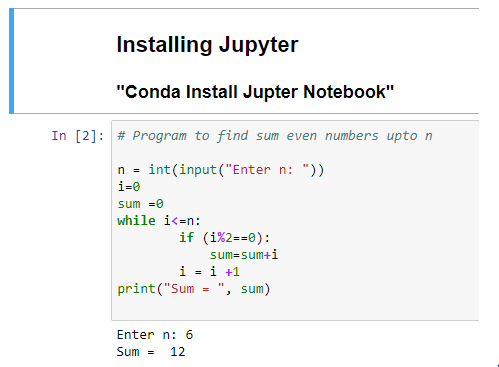 Installing Jupyter
"Conda Install Jupter Notebook"
In [2]: # Program to find sum even numbers upto n
n = int(input("Enter n: "))
i=0
sum =0
while i<=n:
        if (i%2==0):
            sum=sum+i
        i = i +1
print("Sum = ", sum)
Enter n: 6
Sum =  12